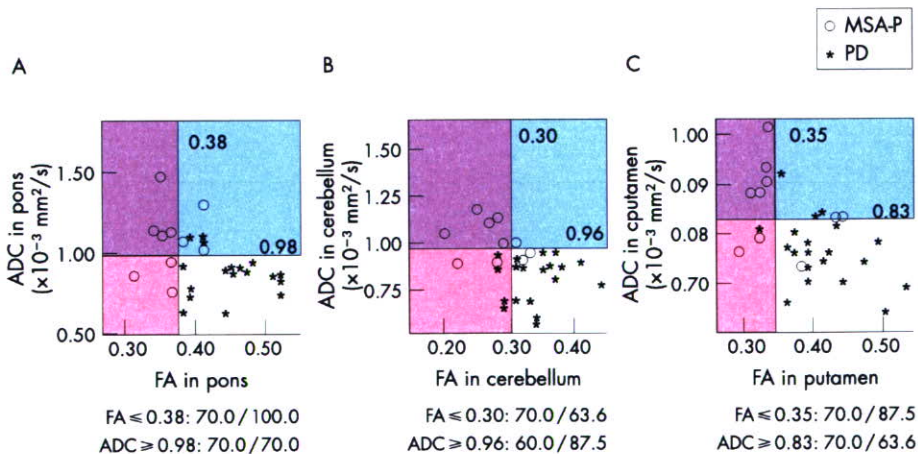 ○ MSA-P
★ PD
A
B
C
ADC in pons
(×10⁻³ mm²/s)
1.50
1.00
0.50
0.38
0.98
0.30 0.40 0.50
FA in pons
FA ≤ 0.38: 70.0/100.0
ADC ≥ 0.98: 70.0/70.0
ADC in cerebellum
(×10⁻³ mm²/s)
1.50
1.25
1.00
0.75
0.30
0.96
0.20 0.30 0.40
FA in cerebellum
FA ≤ 0.30: 70.0/63.6
ADC ≥ 0.96: 60.0/87.5
ADC in cputamen
(×10⁻³ mm²/s)
1.00
0.09
0.08
0.70
0.35
0.83
0.30 0.40 0.50
FA in putamen
FA ≤ 0.35: 70.0/87.5
ADC ≥ 0.83: 70.0/63.6